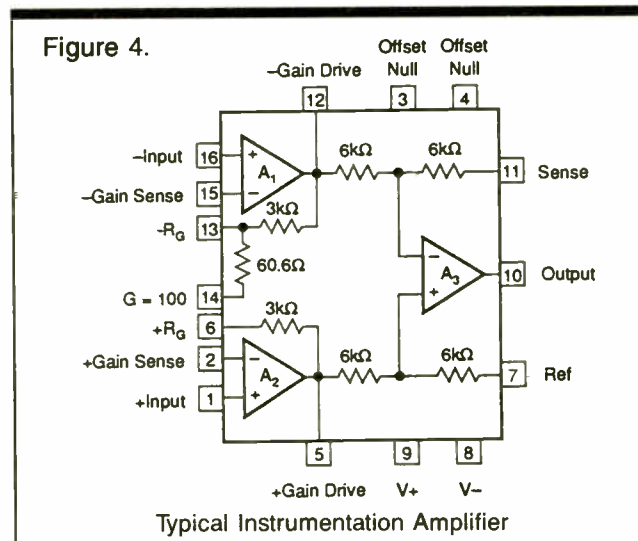 Figure 4.
Offset Offset
–Gain Drive Null Null
12 3 4
–Input 16 + A1 6kΩ 6kΩ 11 Sense
–Gain Sense 15 –
–RG 13 3kΩ
60.6Ω – A3 10 Output
G = 100 14 +
+RG 6 3kΩ
+Gain Sense 2 – A2 6kΩ 6kΩ 7 Ref
+Input 1 +
5 9 8
+Gain Drive V+ V–
Typical Instrumentation Amplifier